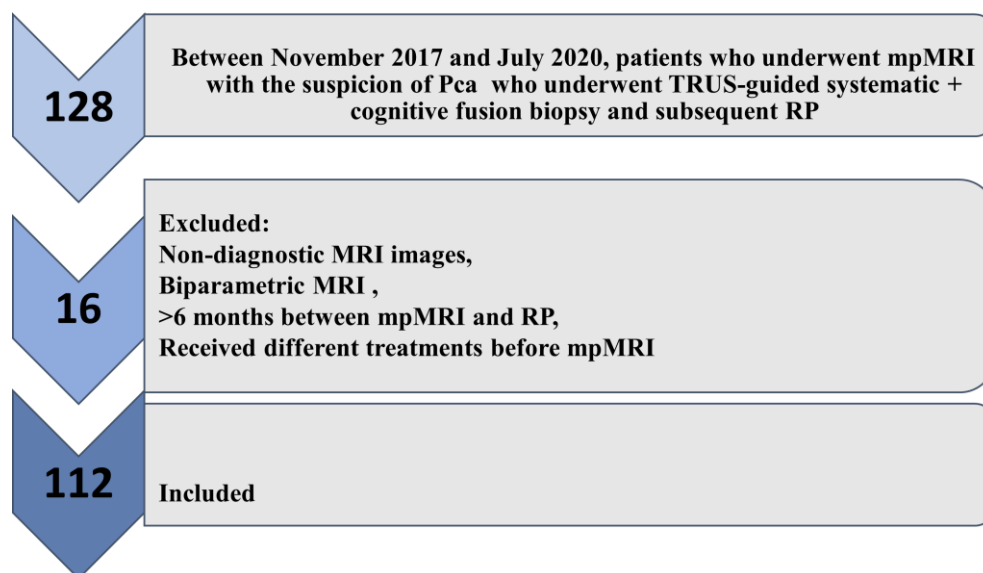 128
Between November 2017 and July 2020, patients who underwent mpMRI
with the suspicion of Pca who underwent TRUS-guided systematic +
cognitive fusion biopsy and subsequent RP
16
Excluded:
Non-diagnostic MRI images,
Biparametric MRI ,
>6 months between mpMRI and RP,
Received different treatments before mpMRI
112
Included